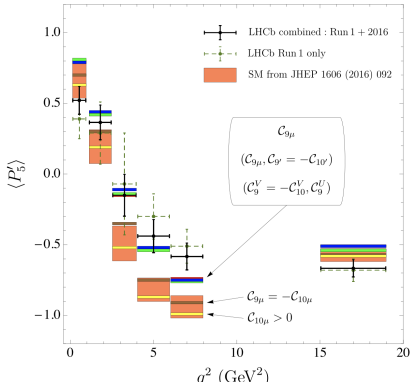 LHCb combined : Run 1 + 2016
LHCb Run 1 only
SM from JHEP 1606 (2016) 092
⟨P′₅⟩
1.0
0.5
0.0
-0.5
-1.0
𝒞₉μ
(𝒞₉μ, 𝒞₉′ = −𝒞₁₀′)
(𝒞₉ⱽ = −𝒞₁₀ⱽ, 𝒞₉ᵁ)
𝒞₉μ = −𝒞₁₀μ
𝒞₁₀μ > 0
0
5
10
15
20
q² (GeV²)